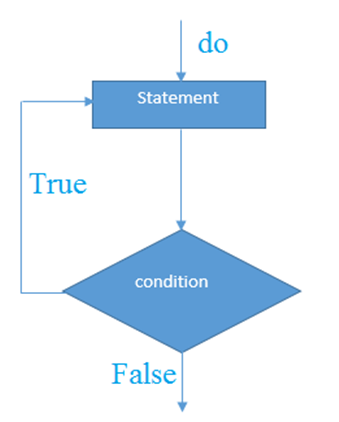 do
Statement
True
condition
False